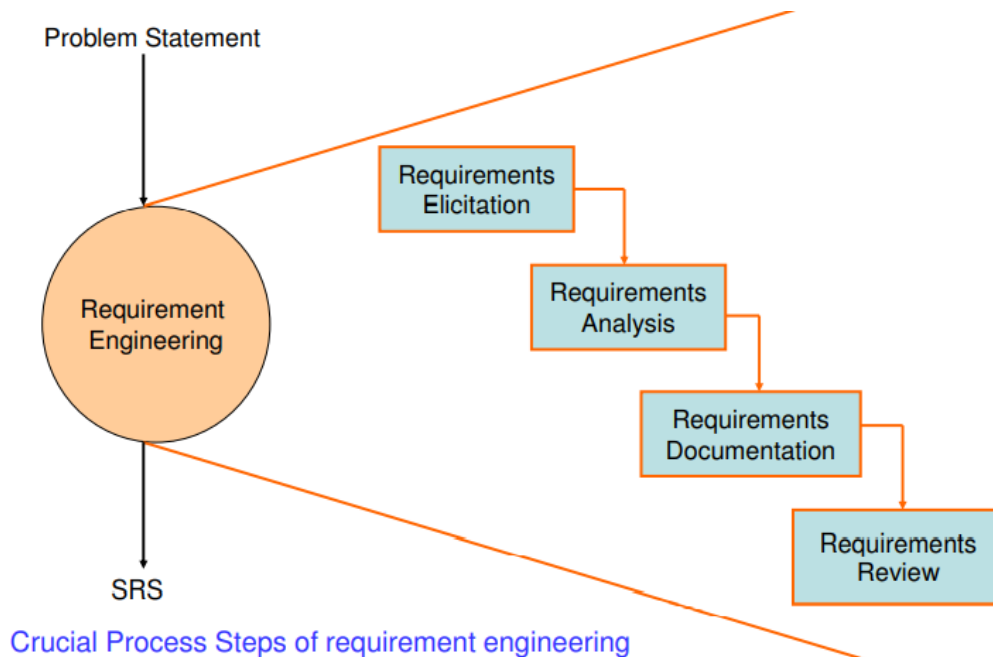 Problem Statement
Requirements
Elicitation
Requirements
Analysis
Requirement
Engineering
Requirements
Documentation
Requirements
Review
SRS
Crucial Process Steps of requirement engineering